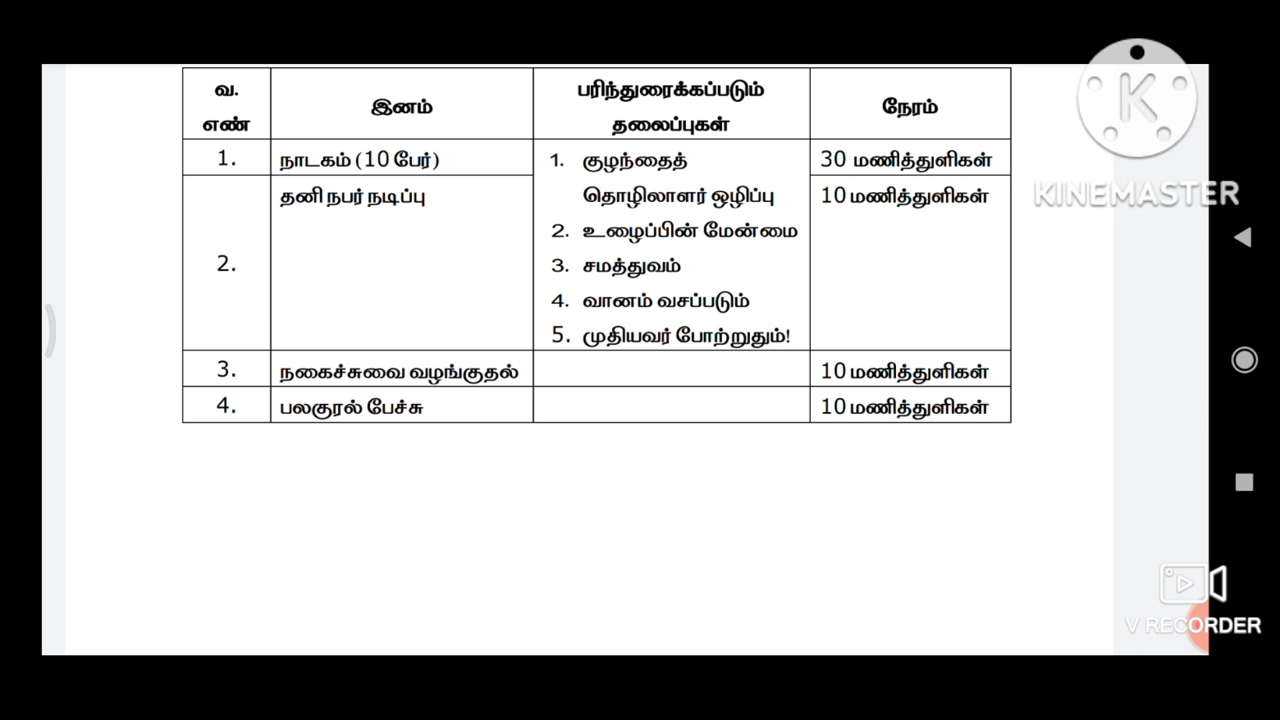 வ. எண்
இனம்
பரிந்துரைக்கப்படும் தலைப்புகள்
நேரம்
1.
நாடகம் (10 பேர்)
1. குழந்தைத்
தொழிலாளர் ஒழிப்பு
30 மணித்துளிகள்
2.
தனி நபர் நடிப்பு
2. உழைப்பின் மேன்மை
3. சமத்துவம்
4. வானம் வசப்படும்
5. முதியவர் போற்றுதும்!
10 மணித்துளிகள்
3.
நகைச்சுவை வழங்குதல்
10 மணித்துளிகள்
4.
பலகுரல் பேச்சு
10 மணித்துளிகள்
K
KINEMASTER
V RECORDER